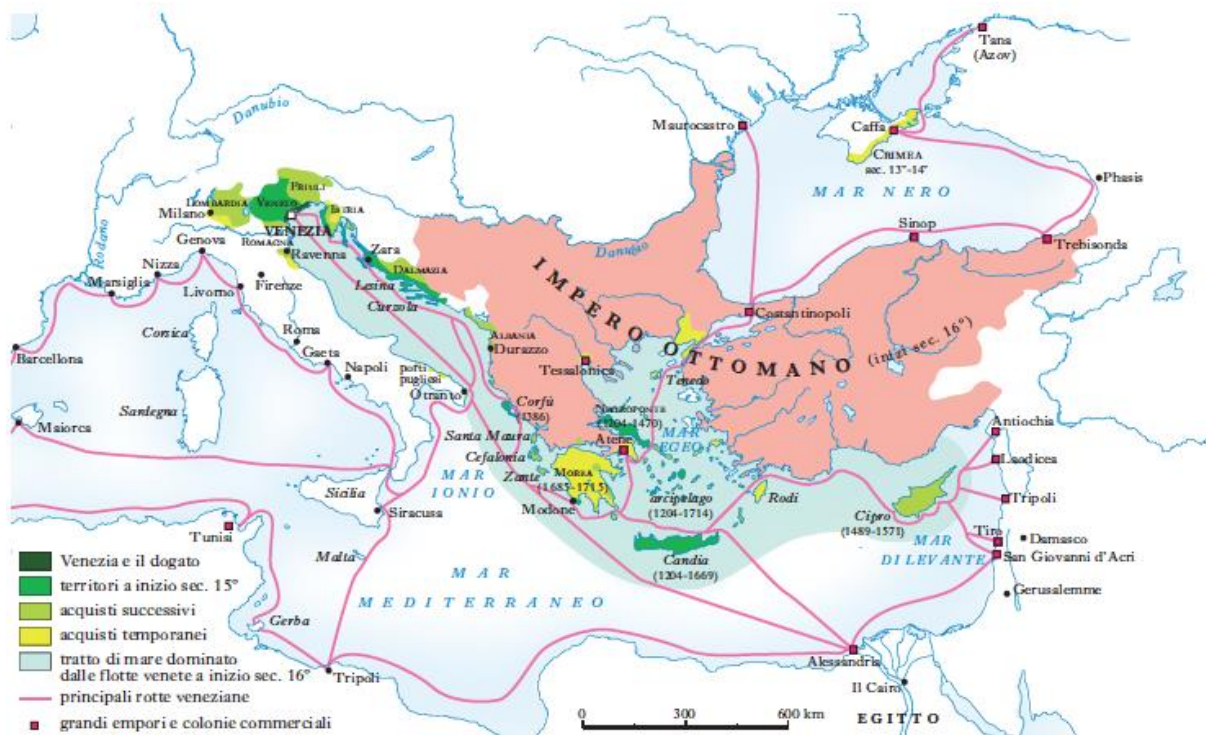 Tana
(Azov)
Danubio
Maurocastro
Caffa
CRIMEA
sec. 13°-14°
Phasis
MAR NERO
FRIULI
LOMBARDIA
VENETO
Milano
ISTRIA
VENEZIA
Rodano
Genova
ROMAGNA
Ravenna
Zara
Sinop
Trebisonda
Danubio
Nizza
Marsiglia
Firenze
Livorno
DALMAZIA
Lesina
Curzola
IMPERO OTTOMANO
(inizi sec. 16°)
Costantinopoli
Corsica
Roma
Gaeta
ALBANIA
Durazzo
Barcellona
Napoli
porti
pugliesi
Otranto
Tessalonica
Tenedo
Sardegna
Corfù
(1386)
NEGROPONTE
(1204-1470)
Antiochia
Maiorca
Santa Maura
Atene
MAR
EGEO
Cefalonia
Laodicea
MAR
IONIO
Zante
MOREA
(1685-1715)
Sicilia
arcipelago
(1204-1714)
Rodi
Tripoli
Siracusa
Modone
Cipro
(1489-1571)
Tunisi
Tiro
Damasco
Malta
Candia
(1204-1669)
MAR
DI LEVANTE
San Giovanni d'Acri
MAR
MEDITERRANEO
Gerusalemme
Gerba
Tripoli
Alessandria
Il Cairo
EGITTO
Venezia e il dogato
territori a inizio sec. 15°
acquisti successivi
acquisti temporanei
tratto di mare dominato
dalle flotte venete a inizio sec. 16°
principali rotte veneziane
grandi empori e colonie commerciali
0 300 600 km